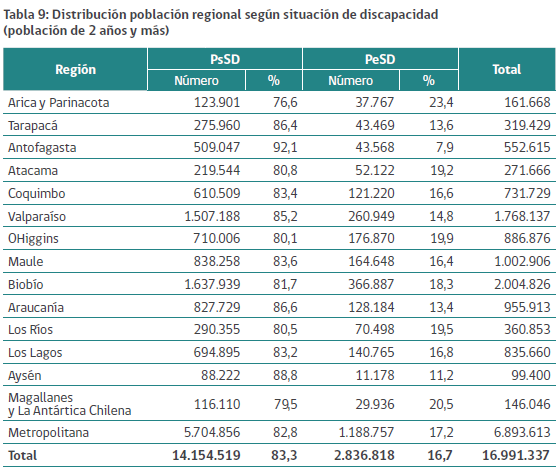 Tabla 9: Distribución población regional según situación de discapacidad
(población de 2 años y más)
Región PsSD PeSD Total
Número % Número %
Arica y Parinacota 123.901 76,6 37.767 23,4 161.668
Tarapacá 275.960 86,4 43.469 13,6 319.429
Antofagasta 509.047 92,1 43.568 7,9 552.615
Atacama 219.544 80,8 52.122 19,2 271.666
Coquimbo 610.509 83,4 121.220 16,6 731.729
Valparaíso 1.507.188 85,2 260.949 14,8 1.768.137
OHiggins 710.006 80,1 176.870 19,9 886.876
Maule 838.258 83,6 164.648 16,4 1.002.906
Biobío 1.637.939 81,7 366.887 18,3 2.004.826
Araucanía 827.729 86,6 128.184 13,4 955.913
Los Ríos 290.355 80,5 70.498 19,5 360.853
Los Lagos 694.895 83,2 140.765 16,8 835.660
Aysén 88.222 88,8 11.178 11,2 99.400
Magallanes
y La Antártica Chilena 116.110 79,5 29.936 20,5 146.046
Metropolitana 5.704.856 82,8 1.188.757 17,2 6.893.613
Total 14.154.519 83,3 2.836.818 16,7 16.991.337